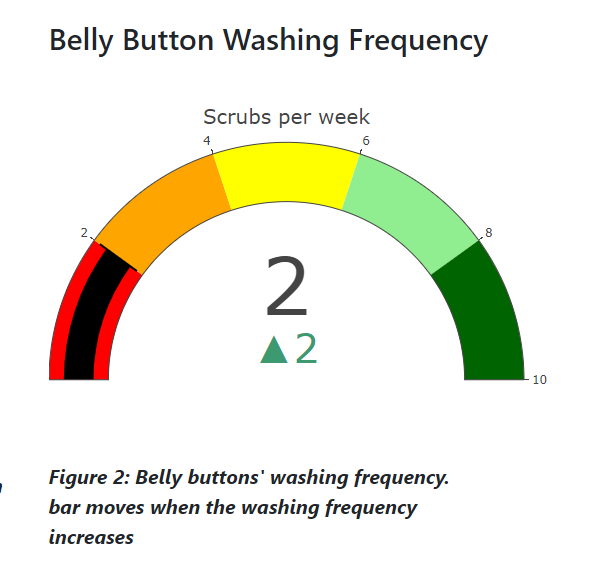 Belly Button Washing Frequency
Scrubs per week
4
6
2
8
2
▲2
10
Figure 2: Belly buttons' washing frequency.
bar moves when the washing frequency
increases